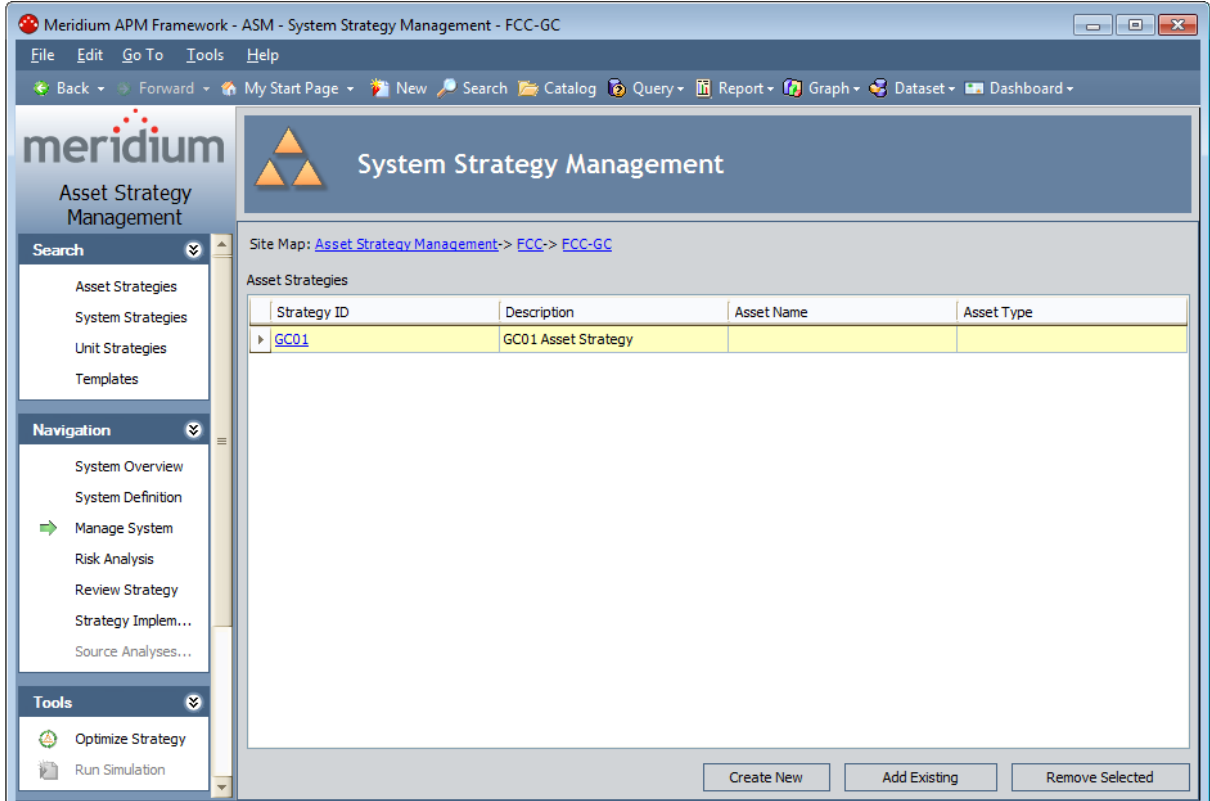 Meridium APM Framework - ASM - System Strategy Management - FCC-GC
File Edit Go To Tools Help
Back Forward My Start Page New Search Catalog Query Report Graph Dataset Dashboard
meridium
Asset Strategy
Management
System Strategy Management
Search
Asset Strategies
System Strategies
Unit Strategies
Templates
Navigation
System Overview
System Definition
Manage System
Risk Analysis
Review Strategy
Strategy Implem...
Source Analyses...
Tools
Optimize Strategy
Run Simulation
Site Map: Asset Strategy Management-> FCC-> FCC-GC
Asset Strategies
Strategy ID Description Asset Name Asset Type
GC01 GC01 Asset Strategy
Create New Add Existing Remove Selected